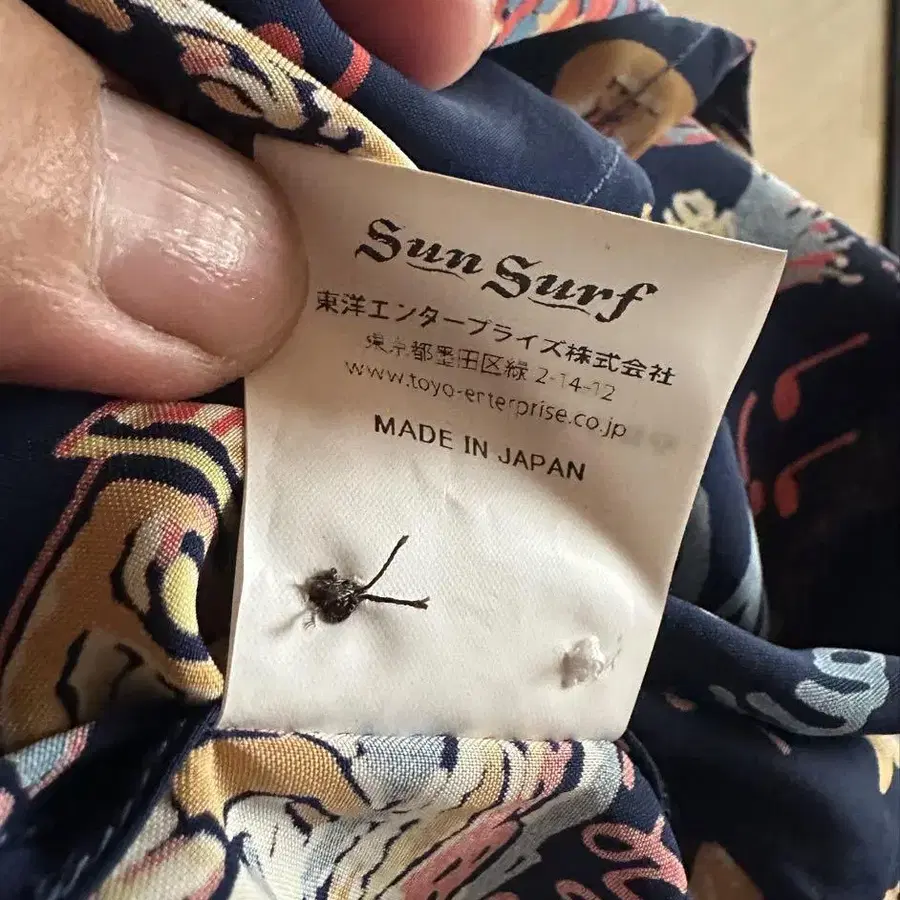 Sun Surf
東洋エンタープライズ株式会社
東京都墨田区緑 2-14-12
www.toyo-enterprise.co.jp
MADE IN JAPAN